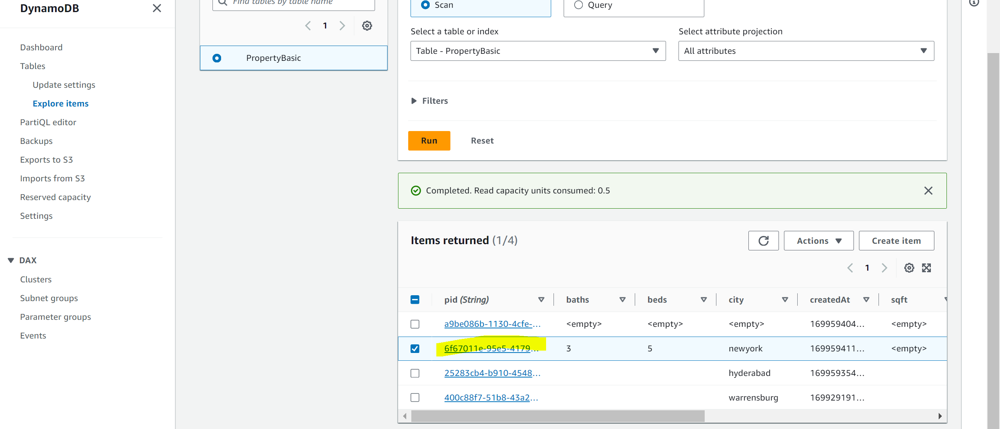 DynamoDB
Dashboard
Tables
Update settings
Explore items
PartiQL editor
Backups
Exports to S3
Imports from S3
Reserved capacity
Settings
DAX
Clusters
Subnet groups
Parameter groups
Events
Find tables by table name
1
PropertyBasic
Scan
Query
Select a table or index
Select attribute projection
Table - PropertyBasic
All attributes
Filters
Run Reset
Completed. Read capacity units consumed: 0.5
Items returned (1/4)
Actions
Create item
1
pid (String) baths beds city createdAt sqft
a9be086b-1130-4cfe-... <empty> <empty> <empty>169959404... <empty>
6f67011e-95e5-4179... 3 5 newyork 169959411... <empty>
25283cb4-b910-4548... hyderabad 169959354...
400c88f7-51b8-43a2... warrensburg 169929191...